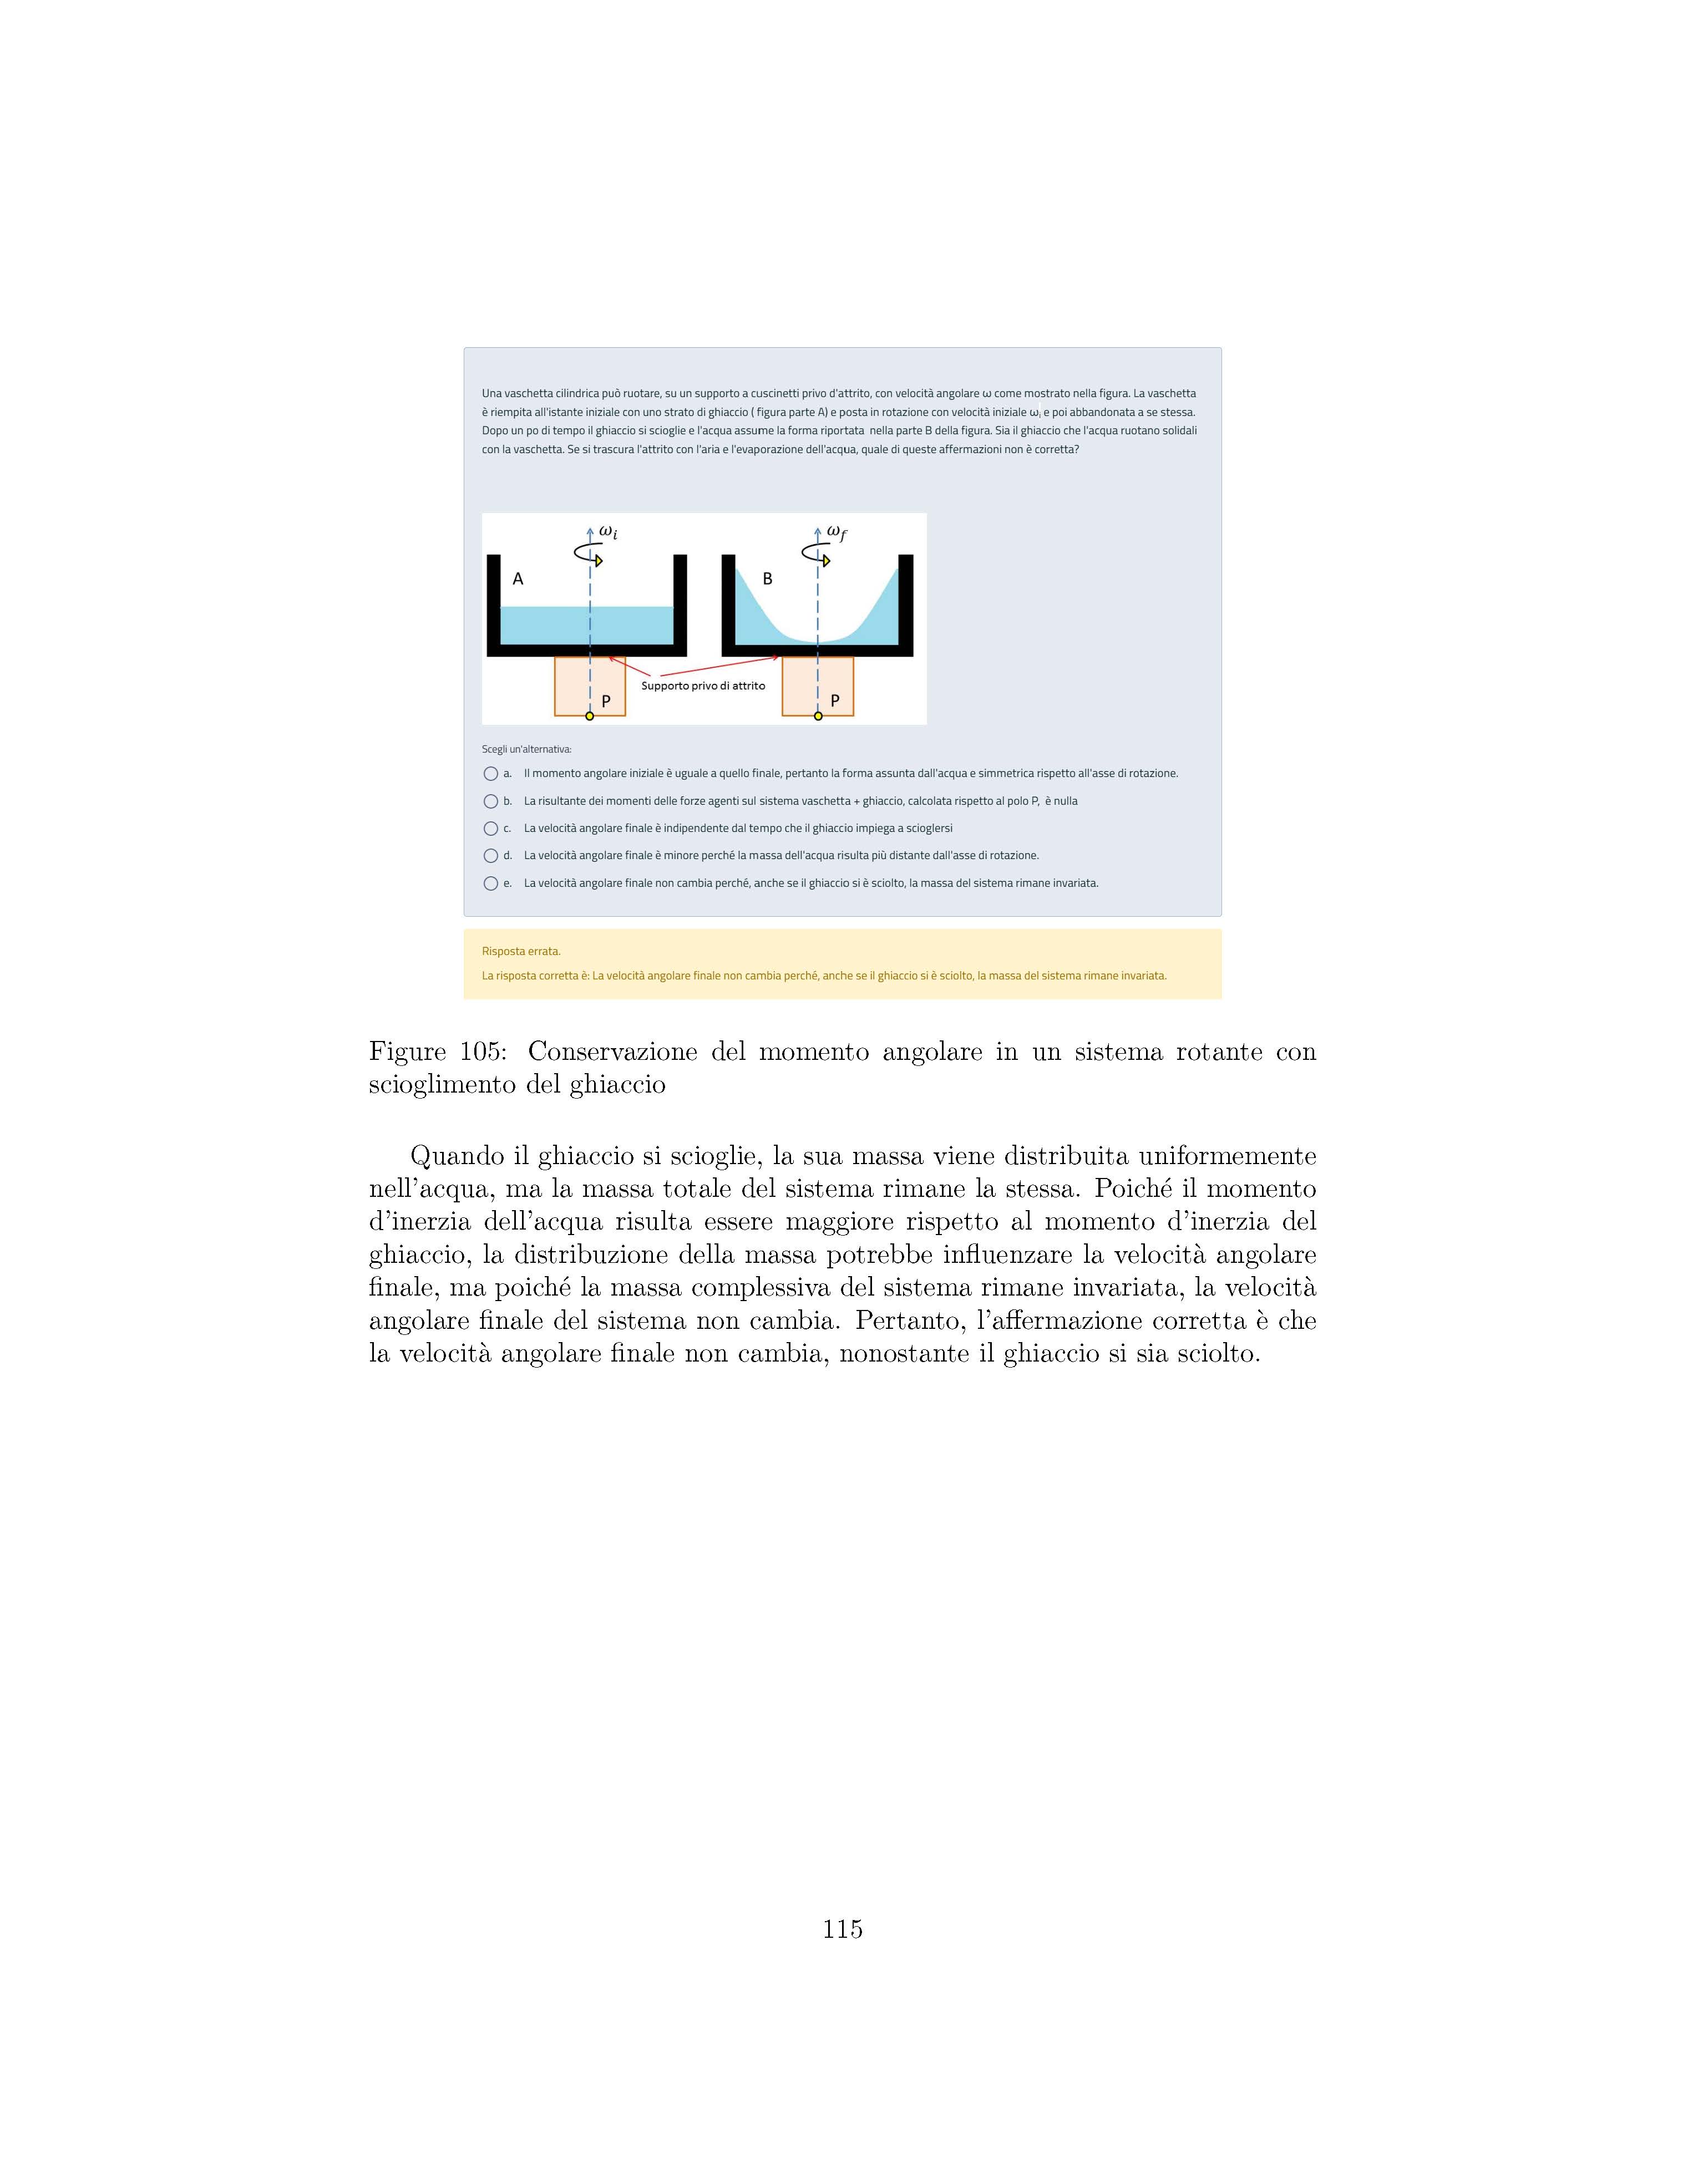 Una vaschetta cilindrica può ruotare, su un supporto a cuscinetti privo d'attrito, con velocità angolare ω come mostrato nella figura. La vaschetta
è riempita all'istante iniziale con uno strato di ghiaccio ( figura parte A) e posta in rotazione con velocità iniziale ωᵢ e poi abbandonata a se stessa.
Dopo un po di tempo il ghiaccio si scioglie e l'acqua assume la forma riportata nella parte B della figura. Sia il ghiaccio che l'acqua ruotano solidali
con la vaschetta. Se si trascura l'attrito con l'aria e l'evaporazione dell'acqua, quale di queste affermazioni non è corretta?
ωᵢ
ω_f
A
B
Supporto privo di attrito
P
P
Scegli un'alternativa:
a. Il momento angolare iniziale è uguale a quello finale, pertanto la forma assunta dall'acqua e simmetrica rispetto all'asse di rotazione.
b. La risultante dei momenti delle forze agenti sul sistema vaschetta + ghiaccio, calcolata rispetto al polo P, è nulla
c. La velocità angolare finale è indipendente dal tempo che il ghiaccio impiega a sciogliersi
d. La velocità angolare finale è minore perché la massa dell'acqua risulta più distante dall'asse di rotazione.
e. La velocità angolare finale non cambia perché, anche se il ghiaccio si è sciolto, la massa del sistema rimane invariata.
Risposta errata.
La risposta corretta è: La velocità angolare finale non cambia perché, anche se il ghiaccio si è sciolto, la massa del sistema rimane invariata.
Figure 105: Conservazione del momento angolare in un sistema rotante con
scioglimento del ghiaccio
Quando il ghiaccio si scioglie, la sua massa viene distribuita uniformemente
nell'acqua, ma la massa totale del sistema rimane la stessa. Poiché il momento
d'inerzia dell'acqua risulta essere maggiore rispetto al momento d'inerzia del
ghiaccio, la distribuzione della massa potrebbe influenzare la velocità angolare
finale, ma poiché la massa complessiva del sistema rimane invariata, la velocità
angolare finale del sistema non cambia. Pertanto, l'affermazione corretta è che
la velocità angolare finale non cambia, nonostante il ghiaccio si sia sciolto.
115